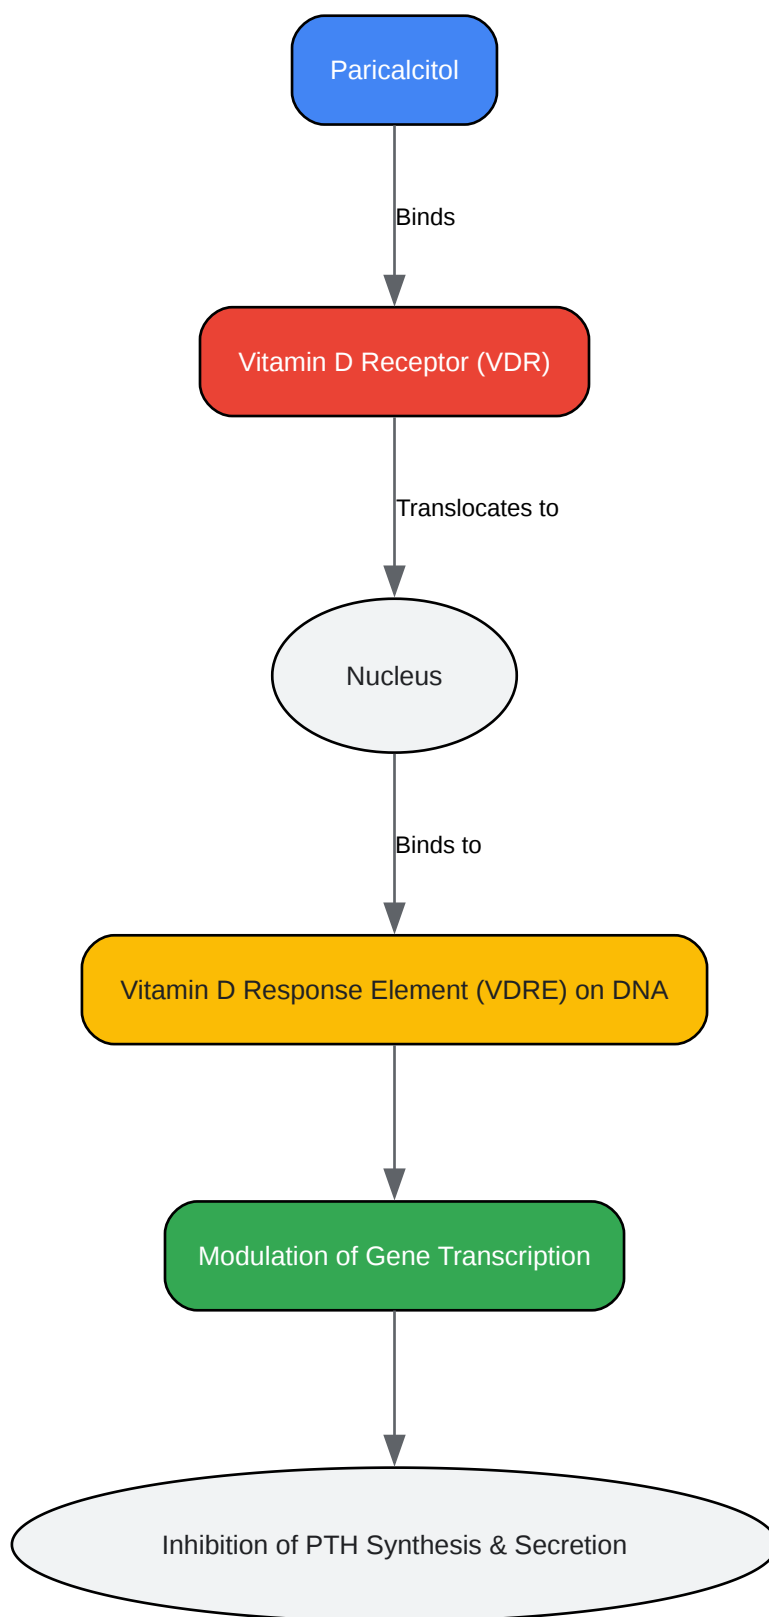 Paricalcitol
Binds
Vitamin D Receptor (VDR)
Translocates to
Nucleus
Binds to
Vitamin D Response Element (VDRE) on DNA
Modulation of Gene Transcription
Inhibition of PTH Synthesis & Secretion